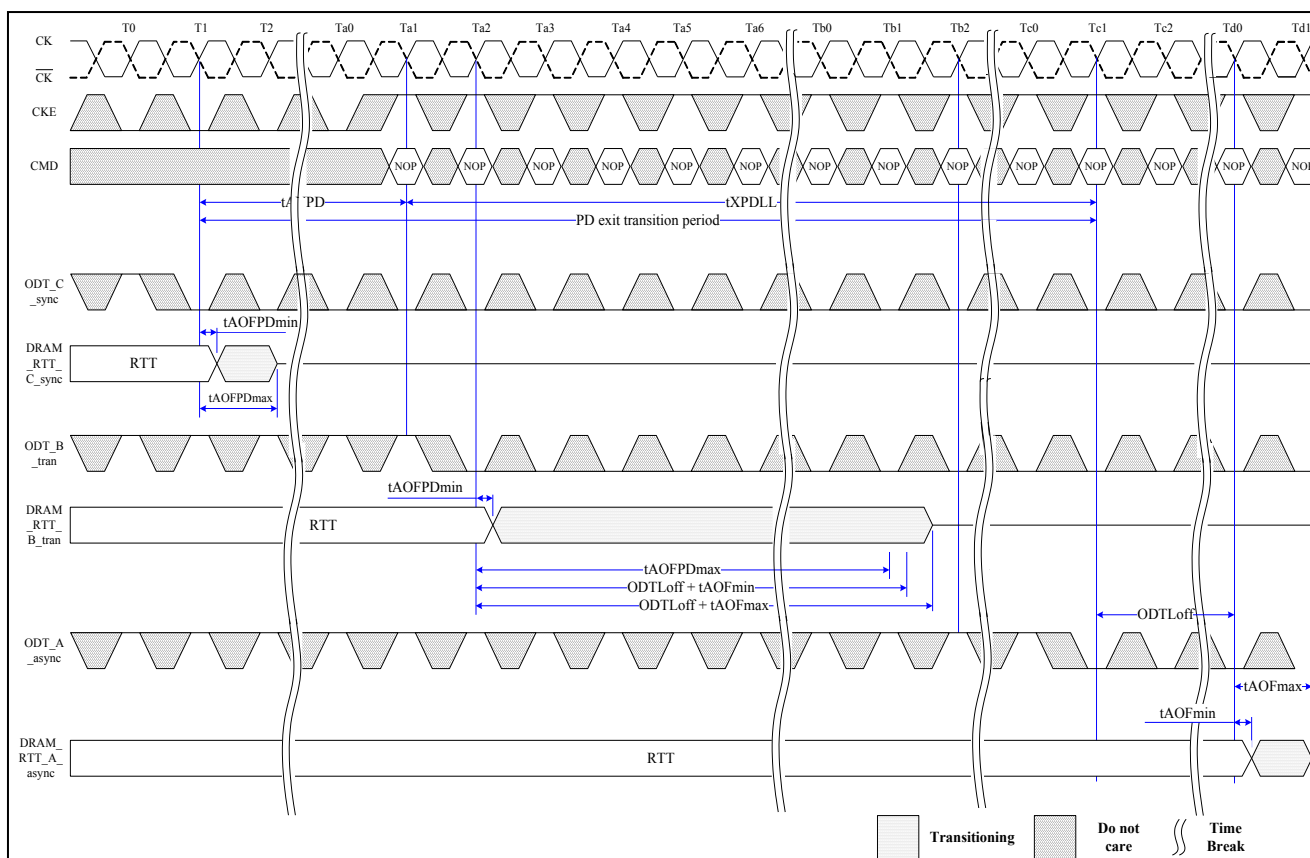 T0 T1 T2 Ta0 Ta1 Ta2 Ta3 Ta4 Ta5 Ta6 Tb0 Tb1 Tb2 Tc0 Tc1 Tc2 Td0 Td1
CK
CK
CKE
CMD
NOP NOP NOP NOP NOP NOP NOP NOP NOP NOP NOP NOP NOP NOP
tXPDLL
PD exit transition period
ODT_C
_sync
tAOFPDmin
DRAM
_RTT_
C_sync
RTT
tAOFPDmax
ODT_B
_tran
tAOFPDmin
DRAM
_RTT_
B_tran
RTT
tAOFPDmax
ODTLoff + tAOFmin
ODTLoff + tAOFmax
ODTLoff
ODT_A
_async
tAOFmax
tAOFmin
DRAM_
RTT_A_
async
RTT
Transitioning
Do not
care
Time
Break